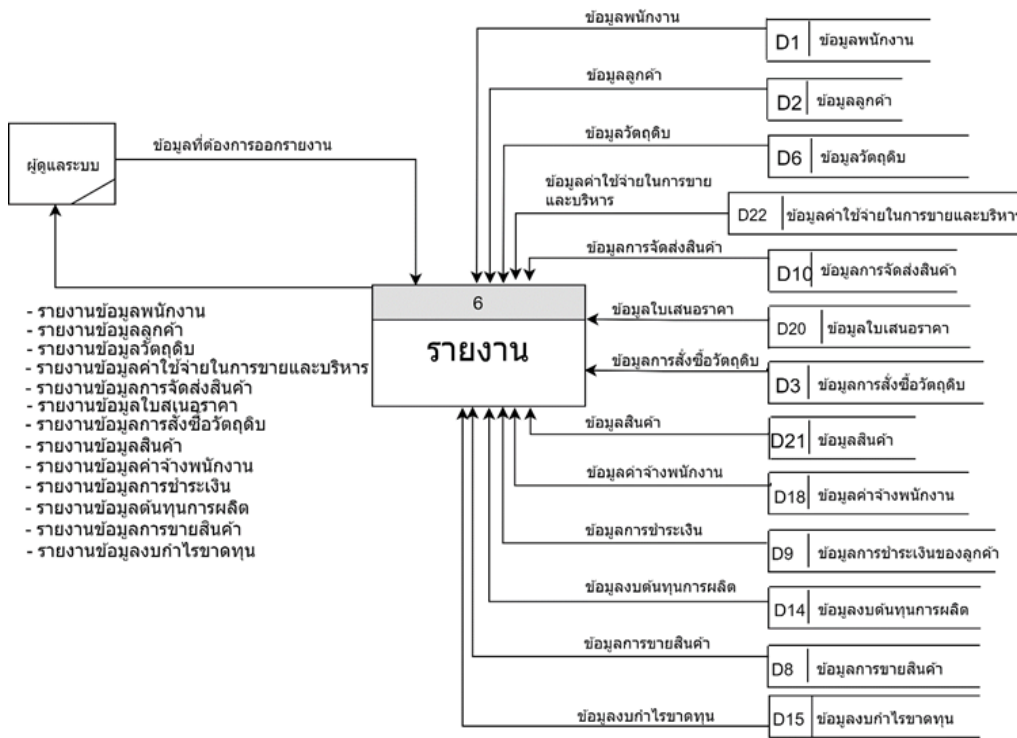 ข้อมูลพนักงาน
D1 ข้อมูลพนักงาน
ข้อมูลลูกค้า
D2 ข้อมูลลูกค้า
ข้อมูลวัตถุดิบ
D6 ข้อมูลวัตถุดิบ
ผู้ดูแลระบบ
ข้อมูลที่ต้องการออกรายงาน
ข้อมูลค่าใช้จ่ายในการขาย
และบริหาร
D22 ข้อมูลค่าใช้จ่ายในการขายและบริหาร
ข้อมูลการจัดส่งสินค้า
D10 ข้อมูลการจัดส่งสินค้า
6
รายงาน
ข้อมูลใบเสนอราคา
D20 ข้อมูลใบเสนอราคา
ข้อมูลการสั่งซื้อวัตถุดิบ
D3 ข้อมูลการสั่งซื้อวัตถุดิบ
- รายงานข้อมูลพนักงาน
- รายงานข้อมูลลูกค้า
- รายงานข้อมูลวัตถุดิบ
- รายงานข้อมูลค่าใช้จ่ายในการขายและบริหาร
- รายงานข้อมูลการจัดส่งสินค้า
- รายงานข้อมูลใบสเนอราคา
- รายงานข้อมูลการสั่งซื้อวัตถุดิบ
- รายงานข้อมูลสินค้า
- รายงานข้อมูลค่าจ้างพนักงาน
- รายงานข้อมูลการชำระเงิน
- รายงานข้อมูลต้นทุนการผลิต
- รายงานข้อมูลการขายสินค้า
- รายงานข้อมูลงบกำไรขาดทุน
ข้อมูลสินค้า
D21 ข้อมูลสินค้า
ข้อมูลค่าจ้างพนักงาน
D18 ข้อมูลค่าจ้างพนักงาน
ข้อมูลการชำระเงิน
D9 ข้อมูลการชำระเงินของลูกค้า
ข้อมูลงบต้นทุนการผลิต
D14 ข้อมูลงบต้นทุนการผลิต
ข้อมูลการขายสินค้า
D8 ข้อมูลการขายสินค้า
ข้อมูลงบกำไรขาดทุน
D15 ข้อมูลงบกำไรขาดทุน